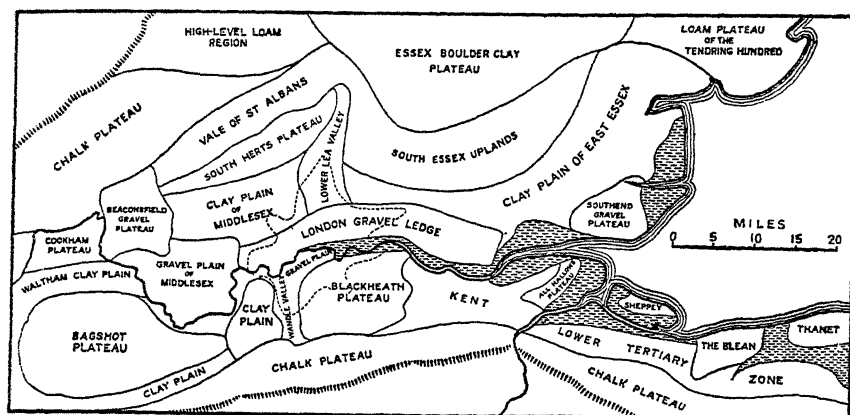 HIGH-LEVEL LOAM
REGION
ESSEX BOULDER CLAY
PLATEAU
LOAM PLATEAU
OF THE
TENDRING HUNDRED
CHALK PLATEAU
VALE OF ST ALBANS
SOUTH HERTS PLATEAU
LOWER LEA VALLEY
SOUTH ESSEX UPLANDS
CLAY PLAIN OF EAST ESSEX
BEACONSFIELD
GRAVEL
PLATEAU
CLAY PLAIN
OF
MIDDLESEX
LONDON GRAVEL LEDGE
SOUTHEND
GRAVEL
PLATEAU
MILES
0 5 10 15 20
COOKHAM
PLATEAU
WALTHAM CLAY PLAIN
GRAVEL PLAIN
OF
MIDDLESEX
GRAVEL PLAIN
WANDLE VALLEY
CLAY
PLAIN
BLACKHEATH
PLATEAU
KENT
ALL HALLOWS
PLATEAU
SHEPPEY
BAGSHOT
PLATEAU
CLAY PLAIN
CHALK PLATEAU
LOWER TERTIARY
ZONE
THE BLEAN
THANET
CHALK PLATEAU